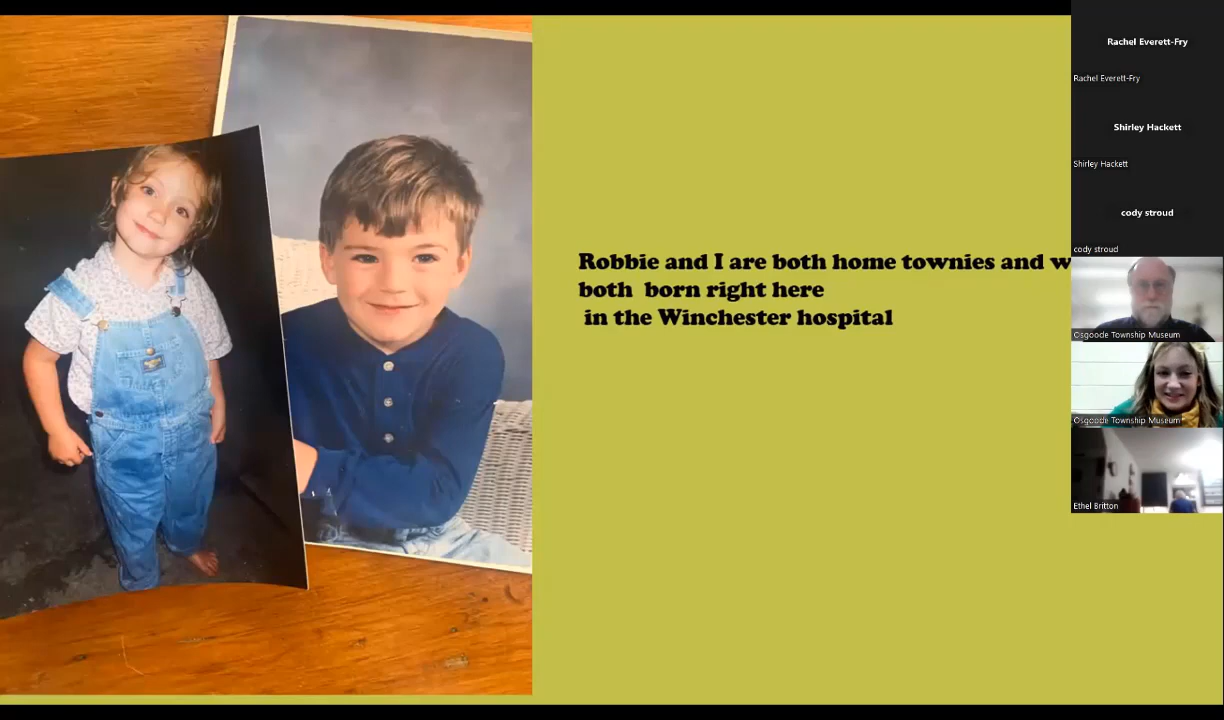 Robbie and I are both home townies and w
both  born right here
in the Winchester hospital
Rachel Everett-Fry
Rachel Everett-Fry
Shirley Hackett
Shirley Hackett
cody stroud
cody stroud
Osgoode Township Museum
Osgoode Township Museum
Ethel Britton